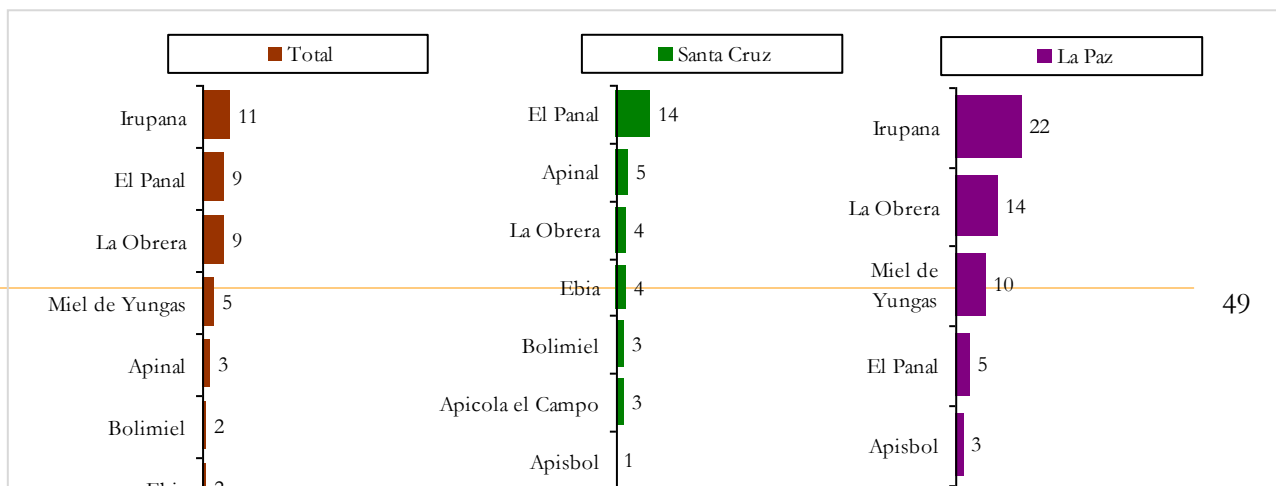 Total
Irupana 11
El Panal 9
La Obrera 9
Miel de Yungas 5
Apinal 3
Bolimiel 2
Santa Cruz
El Panal 14
Apinal 5
La Obrera 4
Ebia 4
Bolimiel 3
Apicola el Campo 3
Apisbol 1
La Paz
Irupana 22
La Obrera 14
Miel de
Yungas 10
El Panal 5
Apisbol 3
49